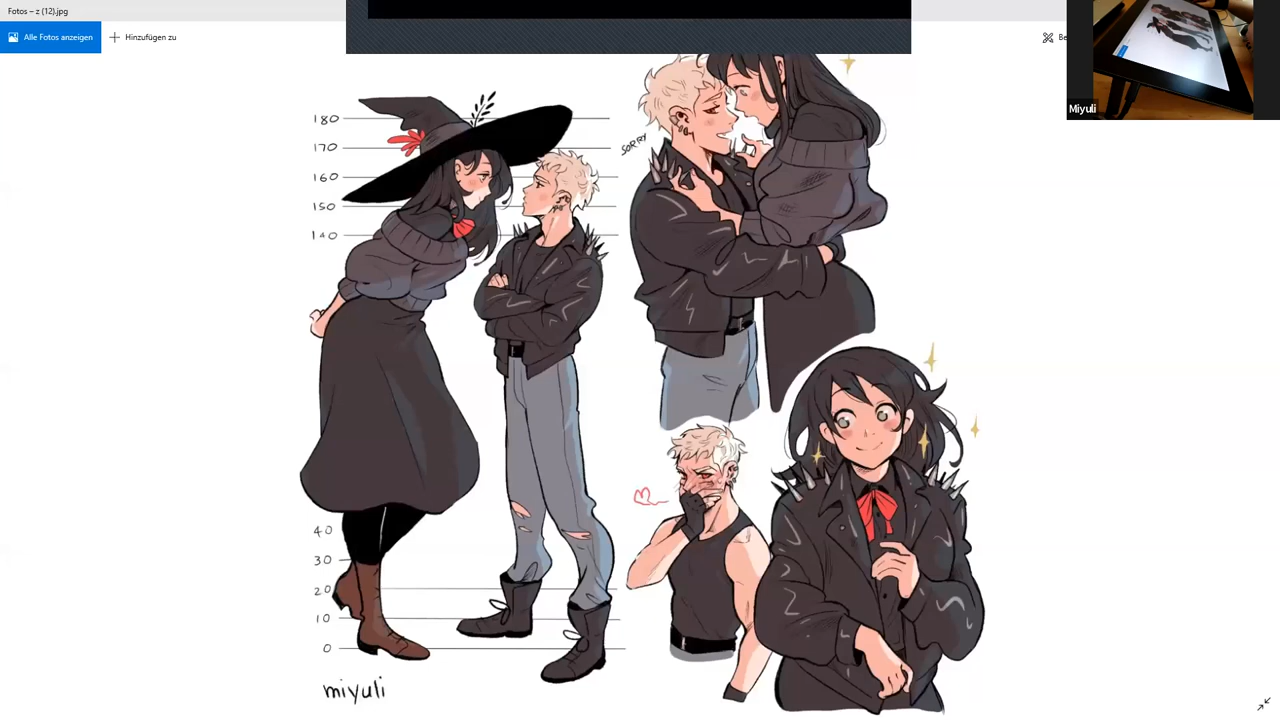 Fotos – z (12).jpg
Alle Fotos anzeigen
Hinzufügen zu
Be
Miyuli
180
170
160
150
140
40
30
20
10
0
SORRY
miyuli